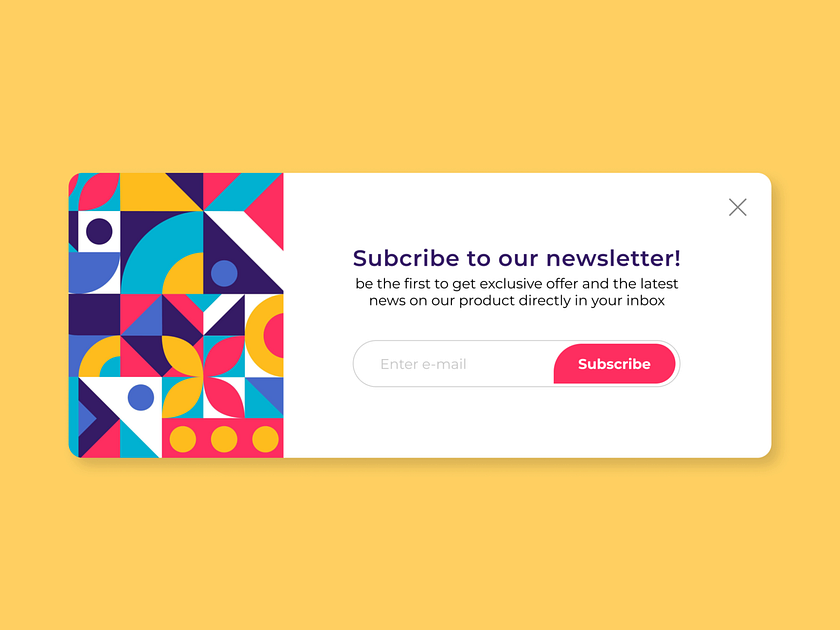 Subcribe to our newsletter!
be the first to get exclusive offer and the latest
news on our product directly in your inbox
Enter e-mail
Subscribe